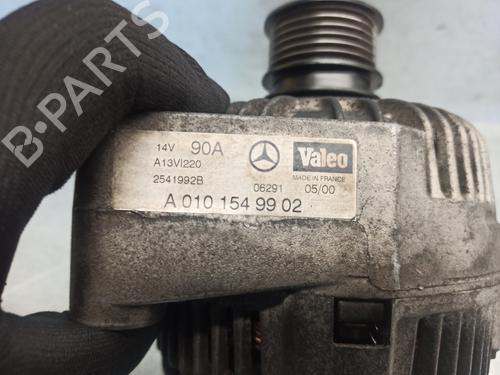 B-PARTS
14V 90A Valeo
A13VI220 MADE IN FRANCE
2541992B 06291 05/00
A 010 154 99 02